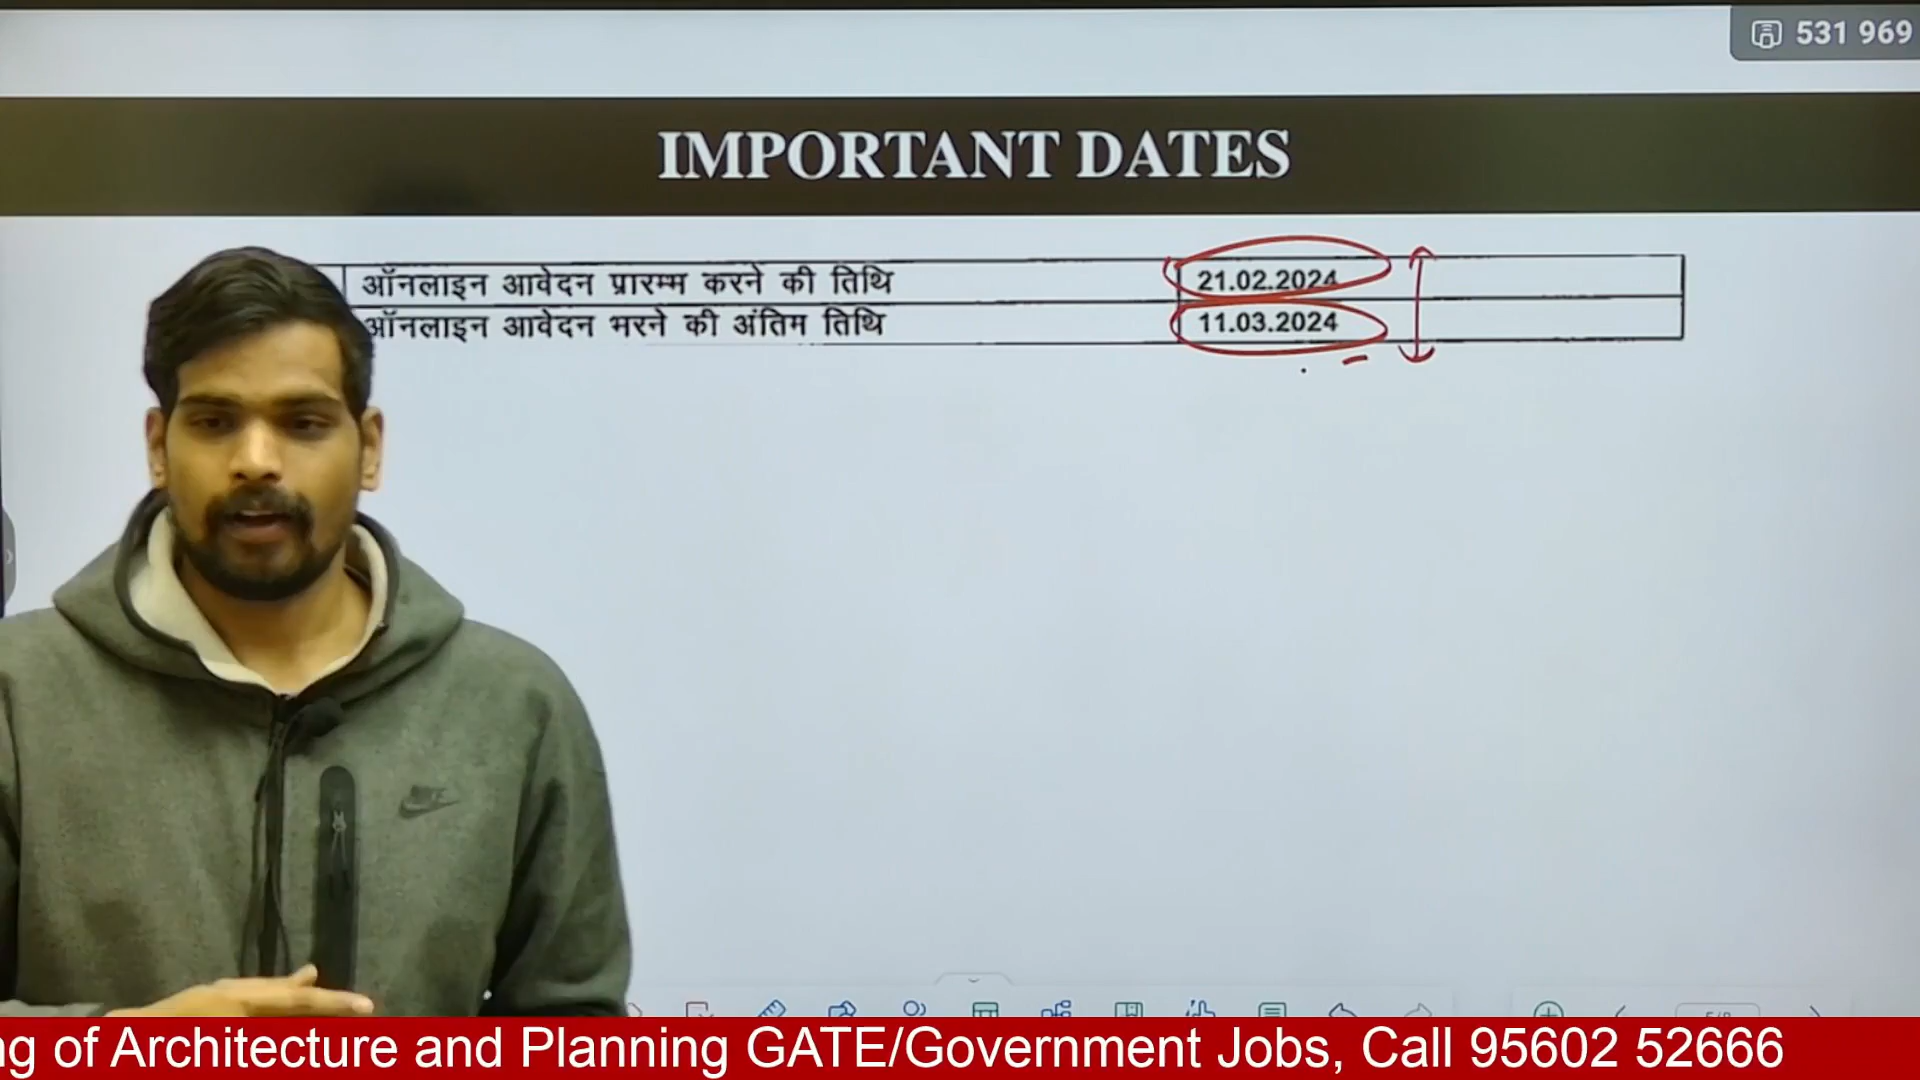 531 969
IMPORTANT DATES
ऑनलाइन आवेदन प्रारम्भ करने की तिथि 21.02.2024
ऑनलाइन आवेदन भरने की अंतिम तिथि 11.03.2024
of Architecture and Planning GATE/Government Jobs, Call 95602 52666